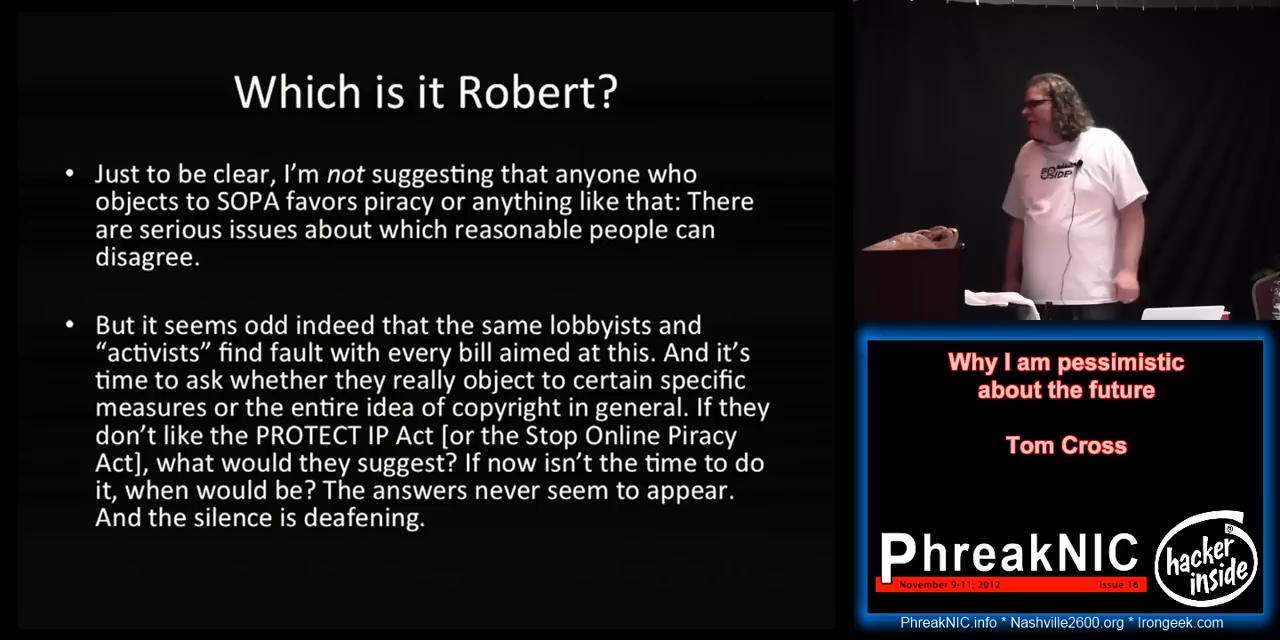 Which is it Robert?
• Just to be clear, I'm not suggesting that anyone who
objects to SOPA favors piracy or anything like that: There
are serious issues about which reasonable people can
disagree.
• But it seems odd indeed that the same lobbyists and
“activists” find fault with every bill aimed at this. And it's
time to ask whether they really object to certain specific
measures or the entire idea of copyright in general. If they
don't like the PROTECT IP Act [or the Stop Online Piracy
Act], what would they suggest? If now isn't the time to do
it, when would be? The answers never seem to appear.
And the silence is deafening.
Why I am pessimistic
about the future
Tom Cross
PhreakNIC
November 9-11, 2012 Issue 16
hacker
inside
PhreakNIC.info * Nashville2600.org * Irongeek.com